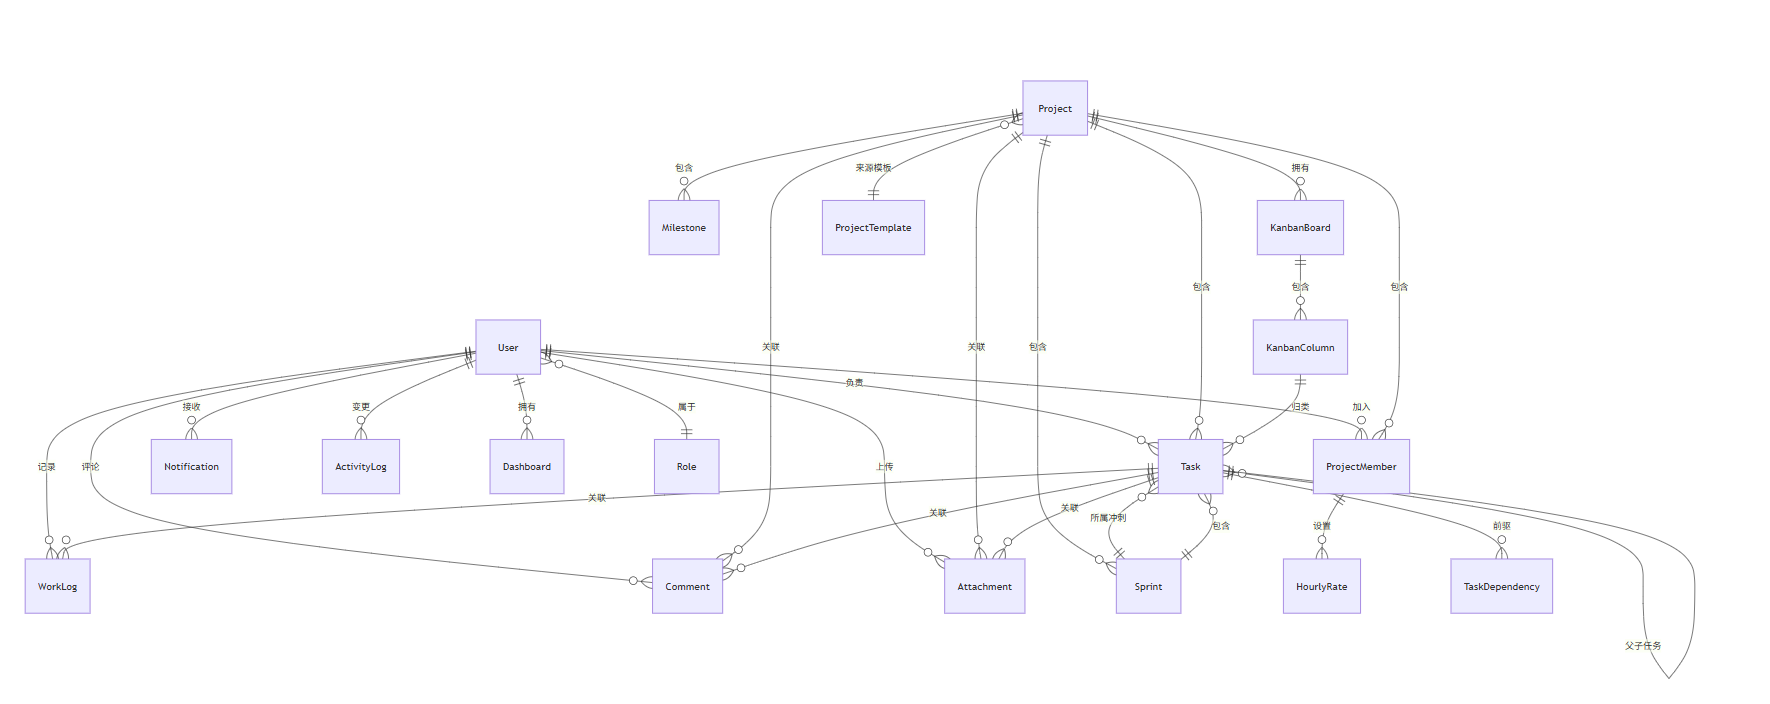 Project
包含
来源模板
拥有
Milestone
ProjectTemplate
KanbanBoard
包含
包含
包含
User
关联
关联
包含
KanbanColumn
负责
接收
变更
拥有
属于
归类
加入
记录
评论
Notification
ActivityLog
Dashboard
Role
上传
Task
ProjectMember
关联
关联
关联
所属冲刺
包含
设置
前驱
WorkLog
Comment
Attachment
Sprint
HourlyRate
TaskDependency
父子任务